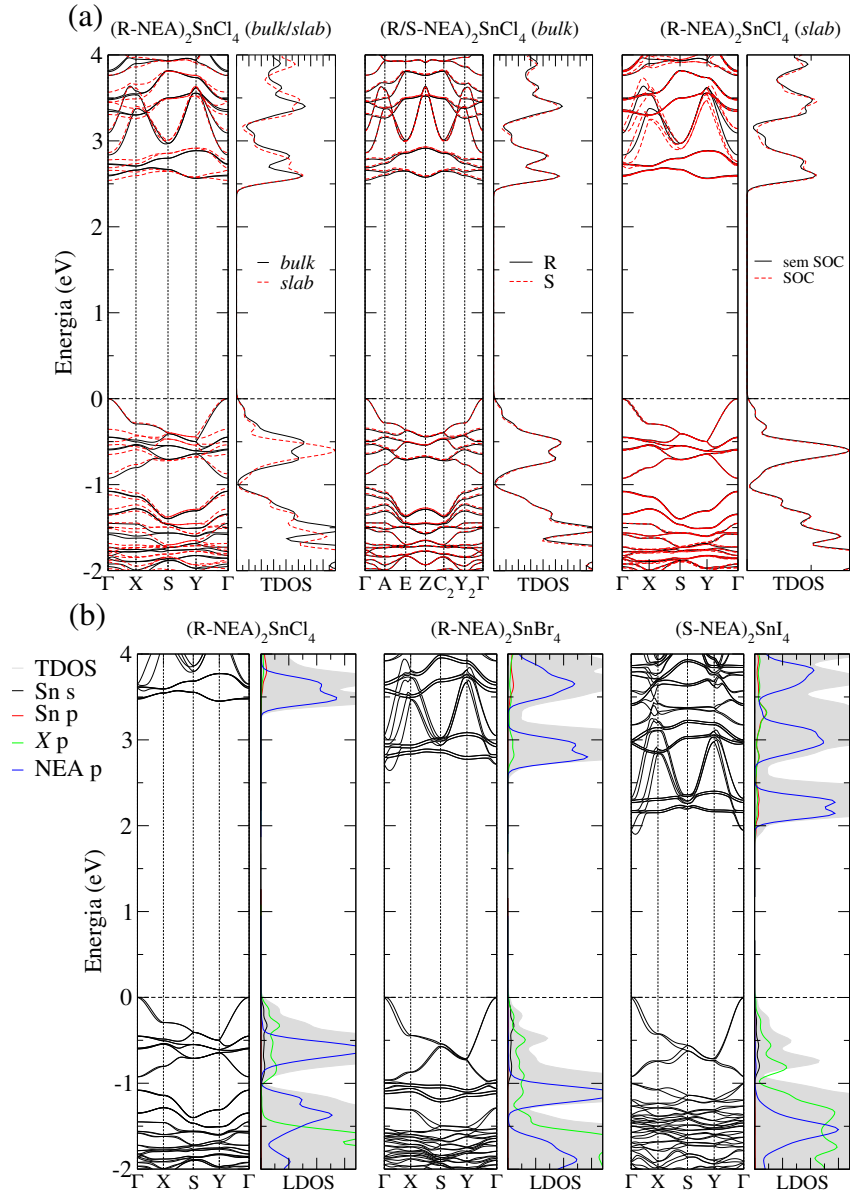 (a)
(R-NEA)₂SnCl₄ (bulk/slab) (R/S-NEA)₂SnCl₄ (bulk) (R-NEA)₂SnCl₄ (slab)
4
3
2
1
0
-1
-2
Energia (eV)
bulk
slab
R
S
sem SOC
SOC
Γ X S Y Γ TDOS Γ A E Z C₂ Y₂ Γ TDOS Γ X S Y Γ TDOS
(b)
(R-NEA)₂SnCl₄ (R-NEA)₂SnBr₄ (S-NEA)₂SnI₄
TDOS
Sn s
Sn p
X p
NEA p
4
3
2
1
0
-1
-2
Energia (eV)
Γ X S Y Γ LDOS Γ X S Y Γ LDOS Γ X S Y Γ LDOS